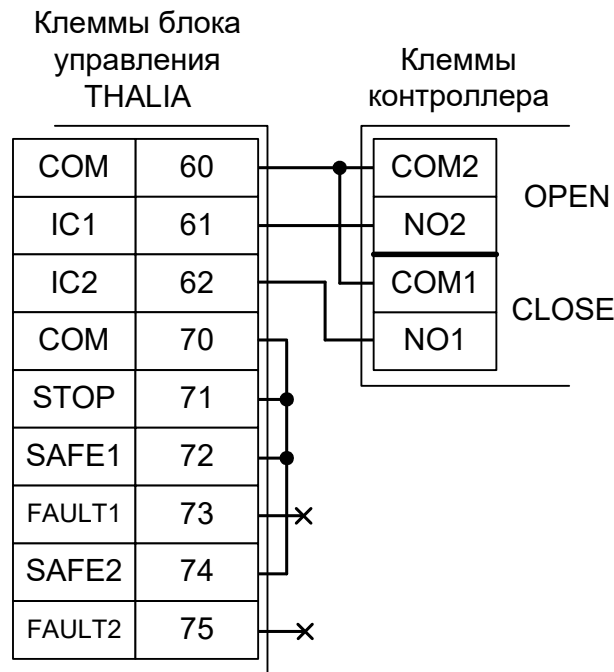 Клеммы блока
управления
THALIA
Клеммы
контроллера
COM 60
IC1 61
IC2 62
COM 70
STOP 71
SAFE1 72
FAULT1 73
SAFE2 74
FAULT2 75
COM2
NO2
OPEN
COM1
NO1
CLOSE